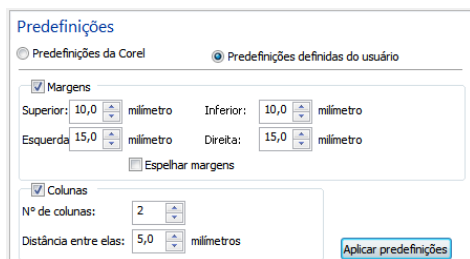 Predefinições
Predefinições da Corel Predefinições definidas do usuário
Margens
Superior: 10,0 milímetro Inferior: 10,0 milímetro
Esquerda 15,0 milímetro Direita: 15,0 milímetro
Espelhar margens
Colunas
Nº de colunas: 2
Distância entre elas: 5,0 milímetros
Aplicar predefinições